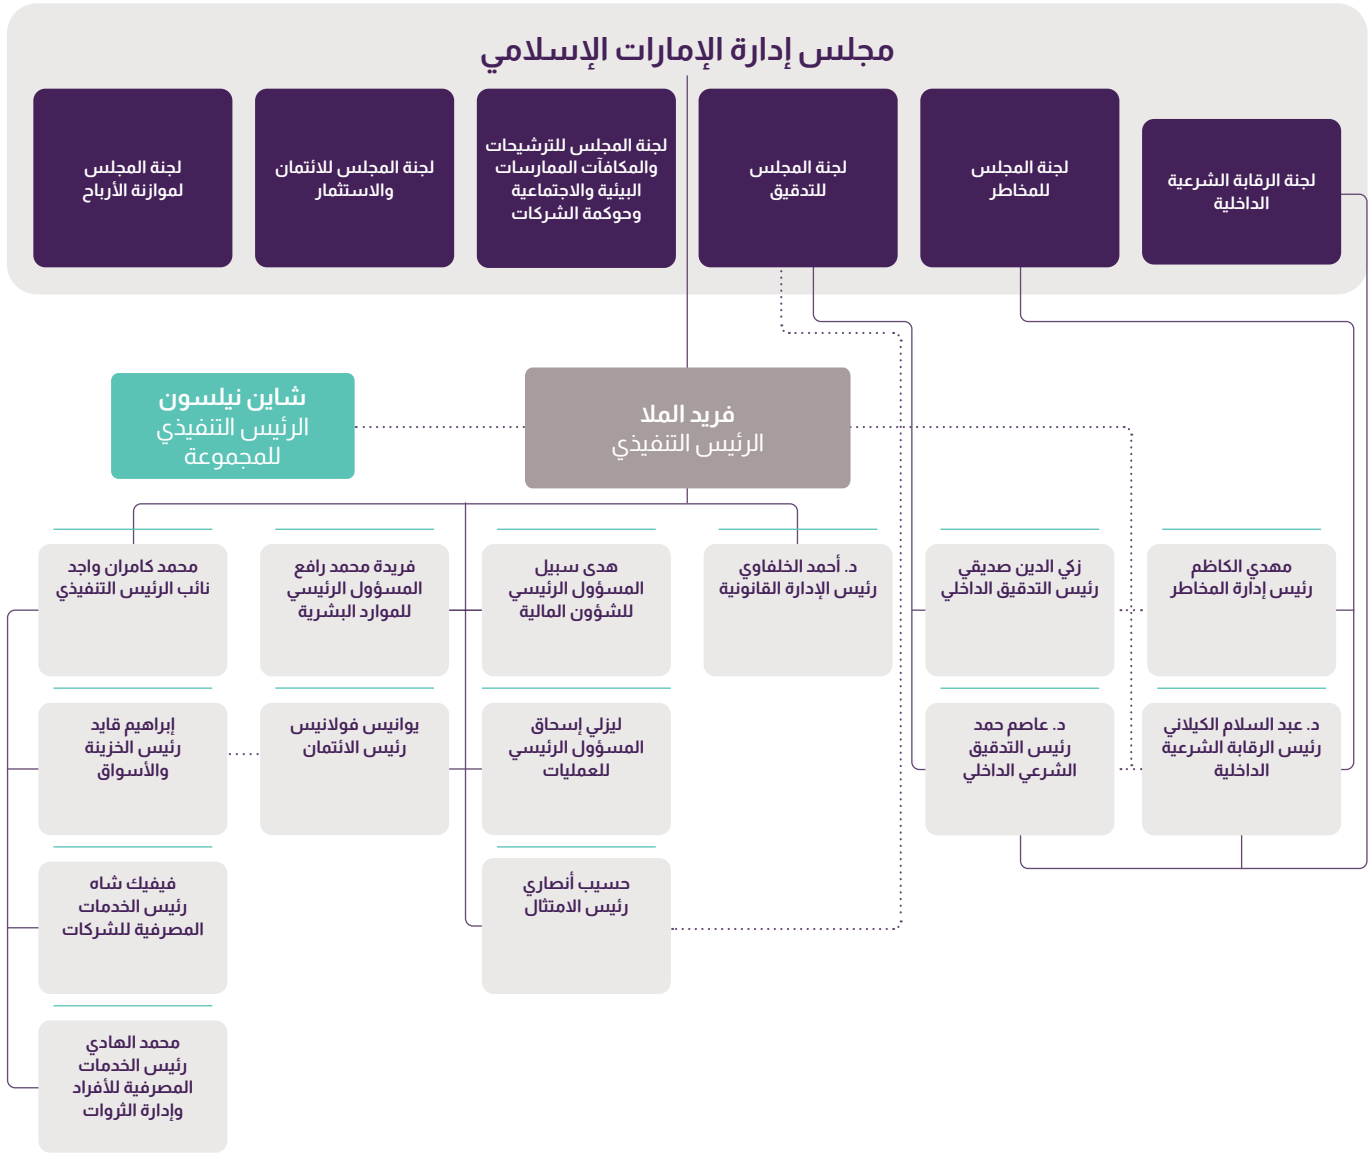 مجلس إدارة الإمارات الإسلامي
لجنة الرقابة الشرعية
الداخلية
لجنة المجلس
للمخاطر
لجنة المجلس
للتدقيق
لجنة المجلس للترشيحات
والمكافآت الممارسات
البيئية والاجتماعية
وحوكمة الشركات
لجنة المجلس للائتمان
والاستثمار
لجنة المجلس
لموازنة الأرباح
فريد الملا
الرئيس التنفيذي
شاين نيلسون
الرئيس التنفيذي
للمجموعة
مهدي الكاظم
رئيس إدارة المخاطر
زكي الدين صديقي
رئيس التدقيق الداخلي
د. أحمد الخلفاوي
رئيس الإدارة القانونية
هدى سبيل
المسؤول الرئيسي
للشؤون المالية
فريدة محمد رافع
المسؤول الرئيسي
للموارد البشرية
محمد كامران واجد
نائب الرئيس التنفيذي
د. عبد السلام الكيلاني
رئيس الرقابة الشرعية
الداخلية
د. عاصم حمد
رئيس التدقيق
الشرعي الداخلي
ليزلي إسحاق
المسؤول الرئيسي
للعمليات
يوانيس فولانيس
رئيس الائتمان
إبراهيم قايد
رئيس الخزينة
والأسواق
حسيب أنصاري
رئيس الامتثال
فيفيك شاه
رئيس الخدمات
المصرفية للشركات
محمد الهادي
رئيس الخدمات
المصرفية للأفراد
وإدارة الثروات